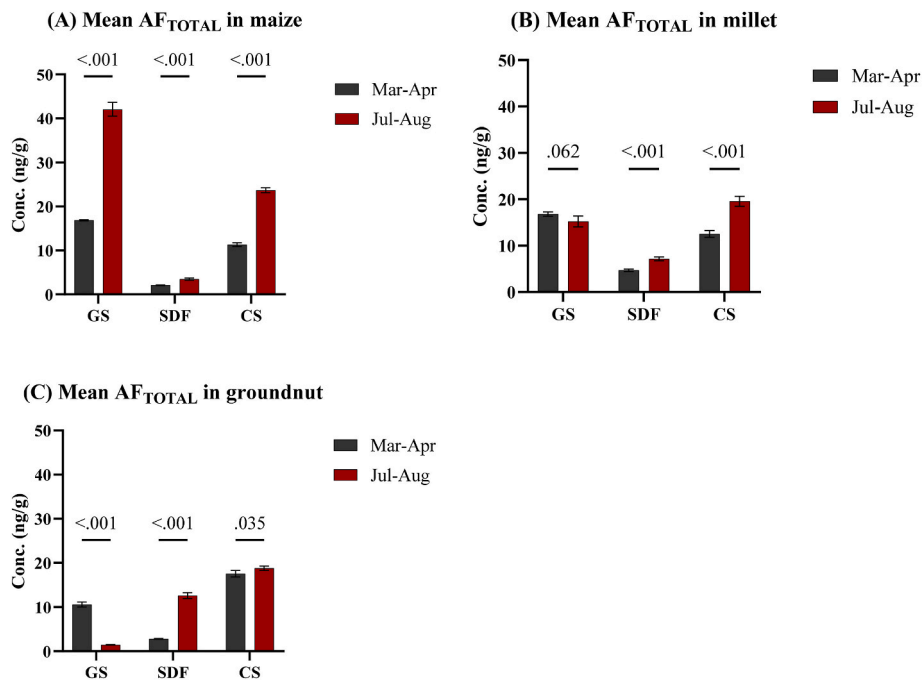 (A) Mean AF_TOTAL in maize
<.001 <.001 <.001
50
40
30
20
10
0
Conc. (ng/g)
GS SDF CS
Mar-Apr
Jul-Aug
(B) Mean AF_TOTAL in millet
50
40
30
20
10
0
Conc. (ng/g)
.062 <.001 <.001
GS SDF CS
Mar-Apr
Jul-Aug
(C) Mean AF_TOTAL in groundnut
50
40
30
20
10
0
Conc. (ng/g)
<.001 <.001 .035
GS SDF CS
Mar-Apr
Jul-Aug